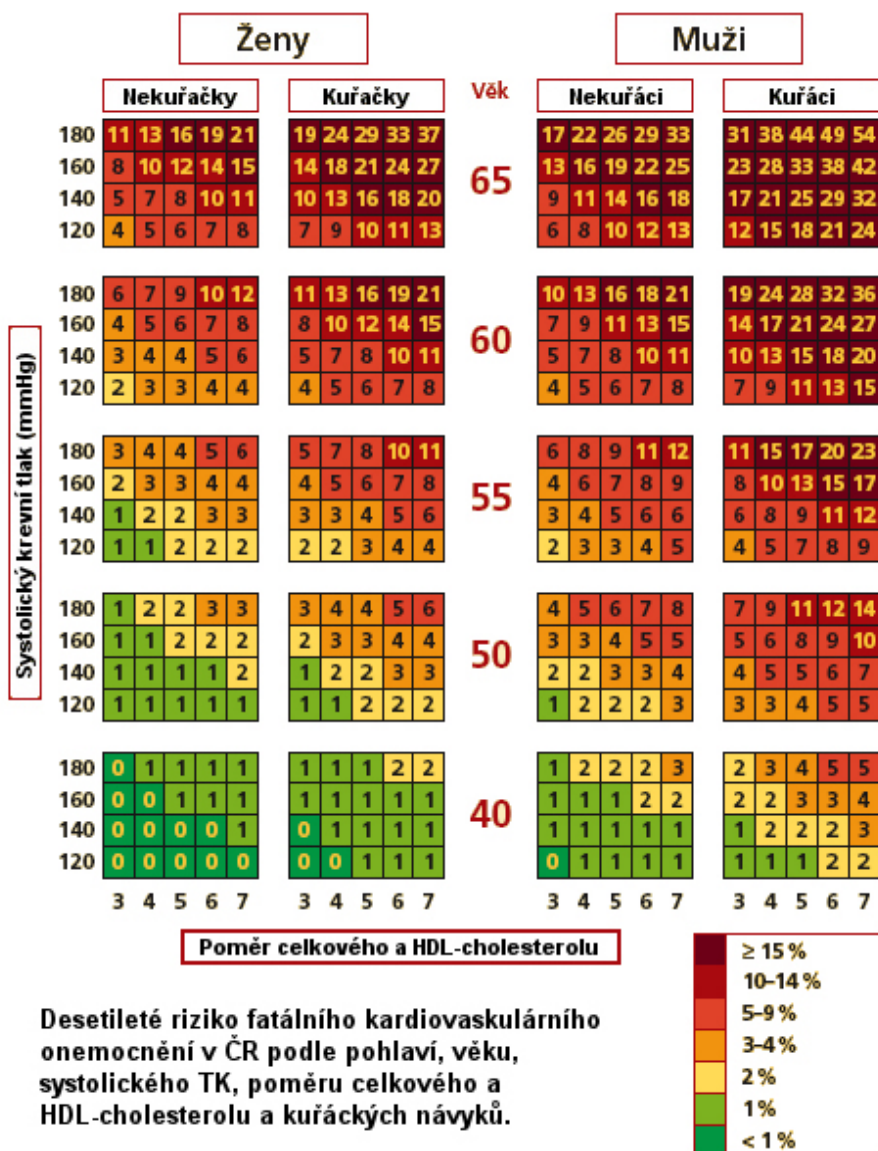 Ženy Muži
Nekuřačky Kuřačky Věk Nekuřáci Kuřáci
180 11 13 16 19 21 19 24 29 33 37 17 22 26 29 33 31 38 44 49 54
160 8 10 12 14 15 14 18 21 24 27 13 16 19 22 25 23 28 33 38 42
65
140 5 7 8 10 11 10 13 16 18 20 9 11 14 16 18 17 21 25 29 32
120 4 5 6 7 8 7 9 10 11 13 6 8 10 12 13 12 15 18 21 24
180 6 7 9 10 12 11 13 16 19 21 10 13 16 18 21 19 24 28 32 36
160 4 5 6 7 8 8 10 12 14 15 7 9 11 13 15 14 17 21 24 27
60
140 3 4 4 5 6 5 7 8 10 11 5 7 8 10 11 10 13 15 18 20
120 2 3 3 4 4 4 5 6 7 8 4 5 6 7 8 7 9 11 13 15
Systolický krevní tlak (mmHg)
180 3 4 4 5 6 5 7 8 10 11 6 8 9 11 12 11 15 17 20 23
160 2 3 3 4 4 4 5 6 7 8 4 6 7 8 9 8 10 13 15 17
55
140 1 2 2 3 3 3 3 4 5 6 3 4 5 6 6 6 8 9 11 12
120 1 1 2 2 2 2 2 3 4 4 2 3 3 4 5 4 5 7 8 9
180 1 2 2 3 3 3 4 4 5 6 4 5 6 7 8 7 9 11 12 14
160 1 1 2 2 2 2 3 3 4 4 3 3 4 5 5 5 6 8 9 10
50
140 1 1 1 1 2 1 2 2 3 3 2 2 3 3 4 4 5 5 6 7
120 1 1 1 1 1 1 1 2 2 2 1 2 2 2 3 3 3 4 5 5
180 0 1 1 1 1 1 1 1 2 2 1 2 2 2 3 2 3 4 5 5
160 0 0 1 1 1 1 1 1 1 1 1 1 1 2 2 2 2 3 3 4
40
140 0 0 0 0 1 0 1 1 1 1 1 1 1 1 1 1 2 2 2 3
120 0 0 0 0 0 0 0 1 1 1 0 1 1 1 1 1 1 1 2 2
3 4 5 6 7 3 4 5 6 7 3 4 5 6 7 3 4 5 6 7
Poměr celkového a HDL-cholesterolu
≥ 15 %
10–14 %
5–9 %
3–4 %
2 %
1 %
< 1 %
Desetileté riziko fatálního kardiovaskulárního
onemocnění v ČR podle pohlaví, věku,
systolického TK, poměru celkového a
HDL-cholesterolu a kuřáckých návyků.